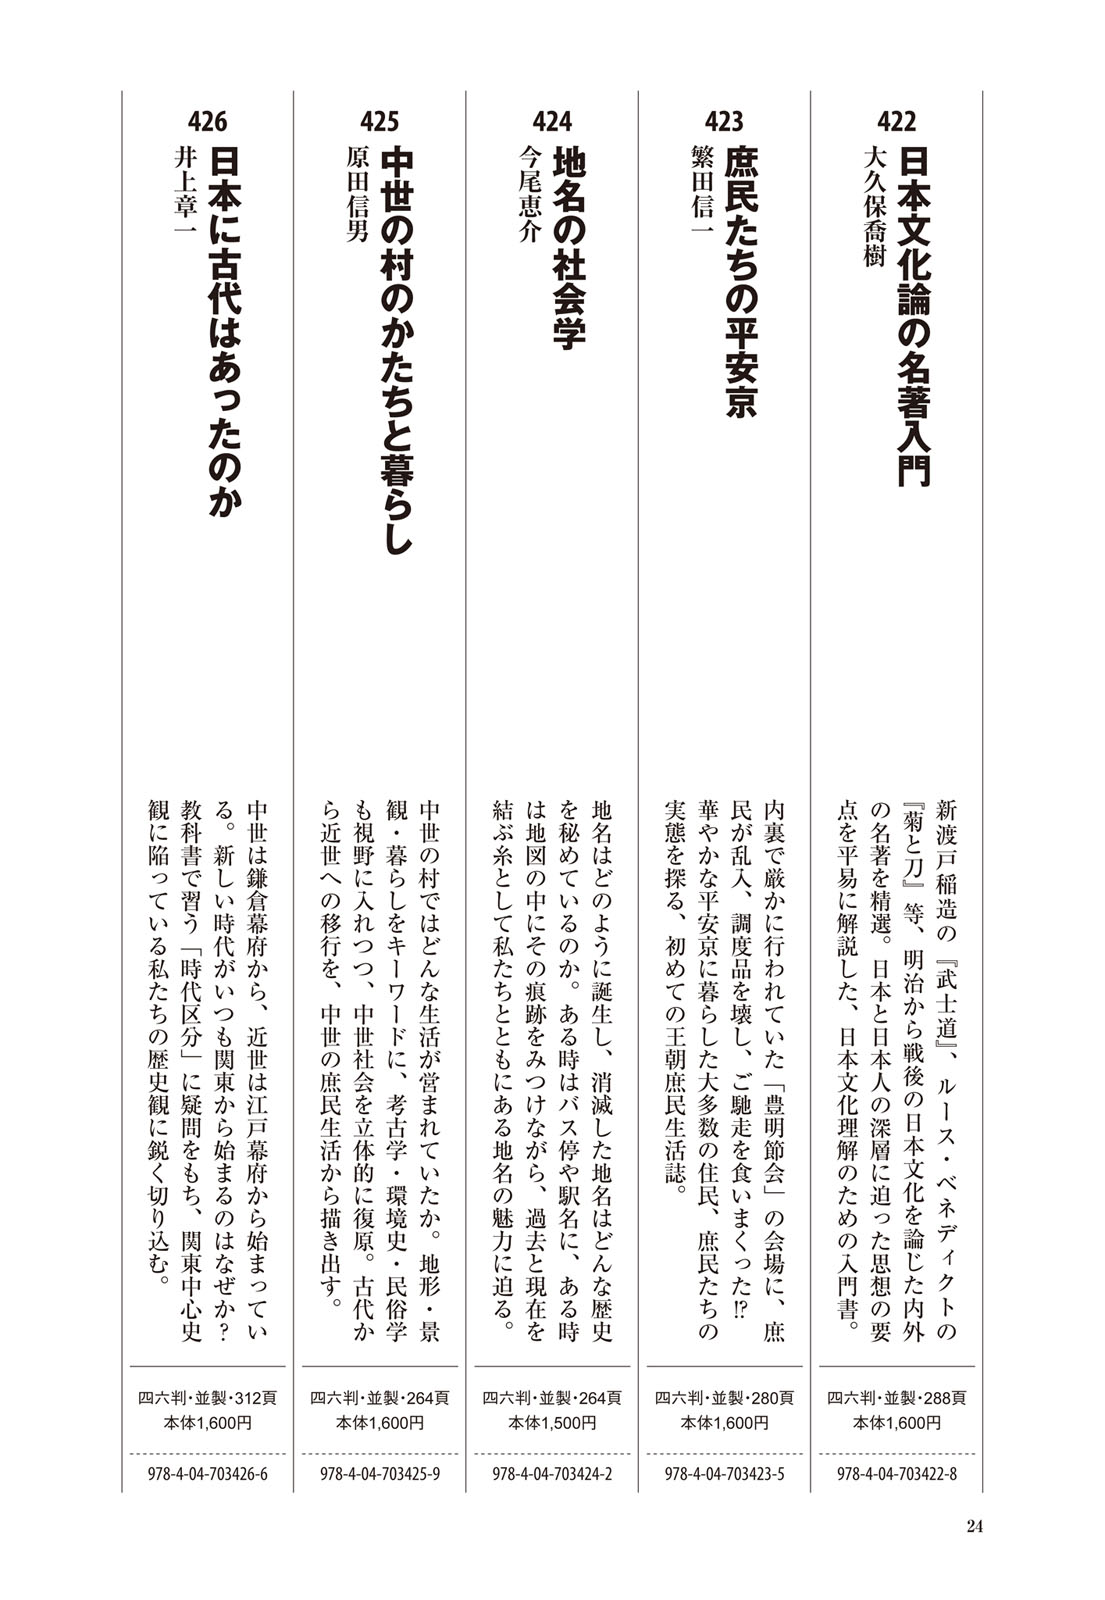 422
日本文化論の名著入門
大久保喬樹
新渡戸稲造の『武士道』、ルース・ベネディクトの
『菊と刀』等、明治から戦後の日本文化を論じた内外
の名著を精選。日本と日本人の深層に迫った思想の要
点を平易に解説した、日本文化理解のための入門書。
四六判・並製・288頁
本体1,600円
978-4-04-703422-8
423
庶民たちの平安京
繁田信一
内裏で厳かに行われていた「豊明節会」の会場に、庶
民が乱入、調度品を壊し、ご馳走を食いまくった!?
華やかな平安京に暮らした大多数の住民、庶民たちの
実態を探る、初めての王朝庶民生活誌。
四六判・並製・280頁
本体1,600円
978-4-04-703423-5
424
地名の社会学
今尾恵介
地名はどのように誕生し、消滅した地名はどんな歴史
を秘めているのか。ある時はバス停や駅名に、ある時
は地図の中にその痕跡をみつけながら、過去と現在を
結ぶ糸として私たちとともにある地名の魅力に迫る。
四六判・並製・264頁
本体1,500円
978-4-04-703424-2
425
中世の村のかたちと暮らし
原田信男
中世の村ではどんな生活が営まれていたか。地形・景
観・暮らしをキーワードに、考古学・環境史・民俗学
も視野に入れつつ、中世社会を立体的に復原。古代か
ら近世への移行を、中世の庶民生活から描き出す。
四六判・並製・264頁
本体1,600円
978-4-04-703425-9
426
日本に古代はあったのか
井上章一
中世は鎌倉幕府から、近世は江戸幕府から始まってい
る。新しい時代がいつも関東から始まるのはなぜか?
教科書で習う「時代区分」に疑問をもち、関東中心史
観に陥っている私たちの歴史観に鋭く切り込む。
四六判・並製・312頁
本体1,600円
978-4-04-703426-6
24